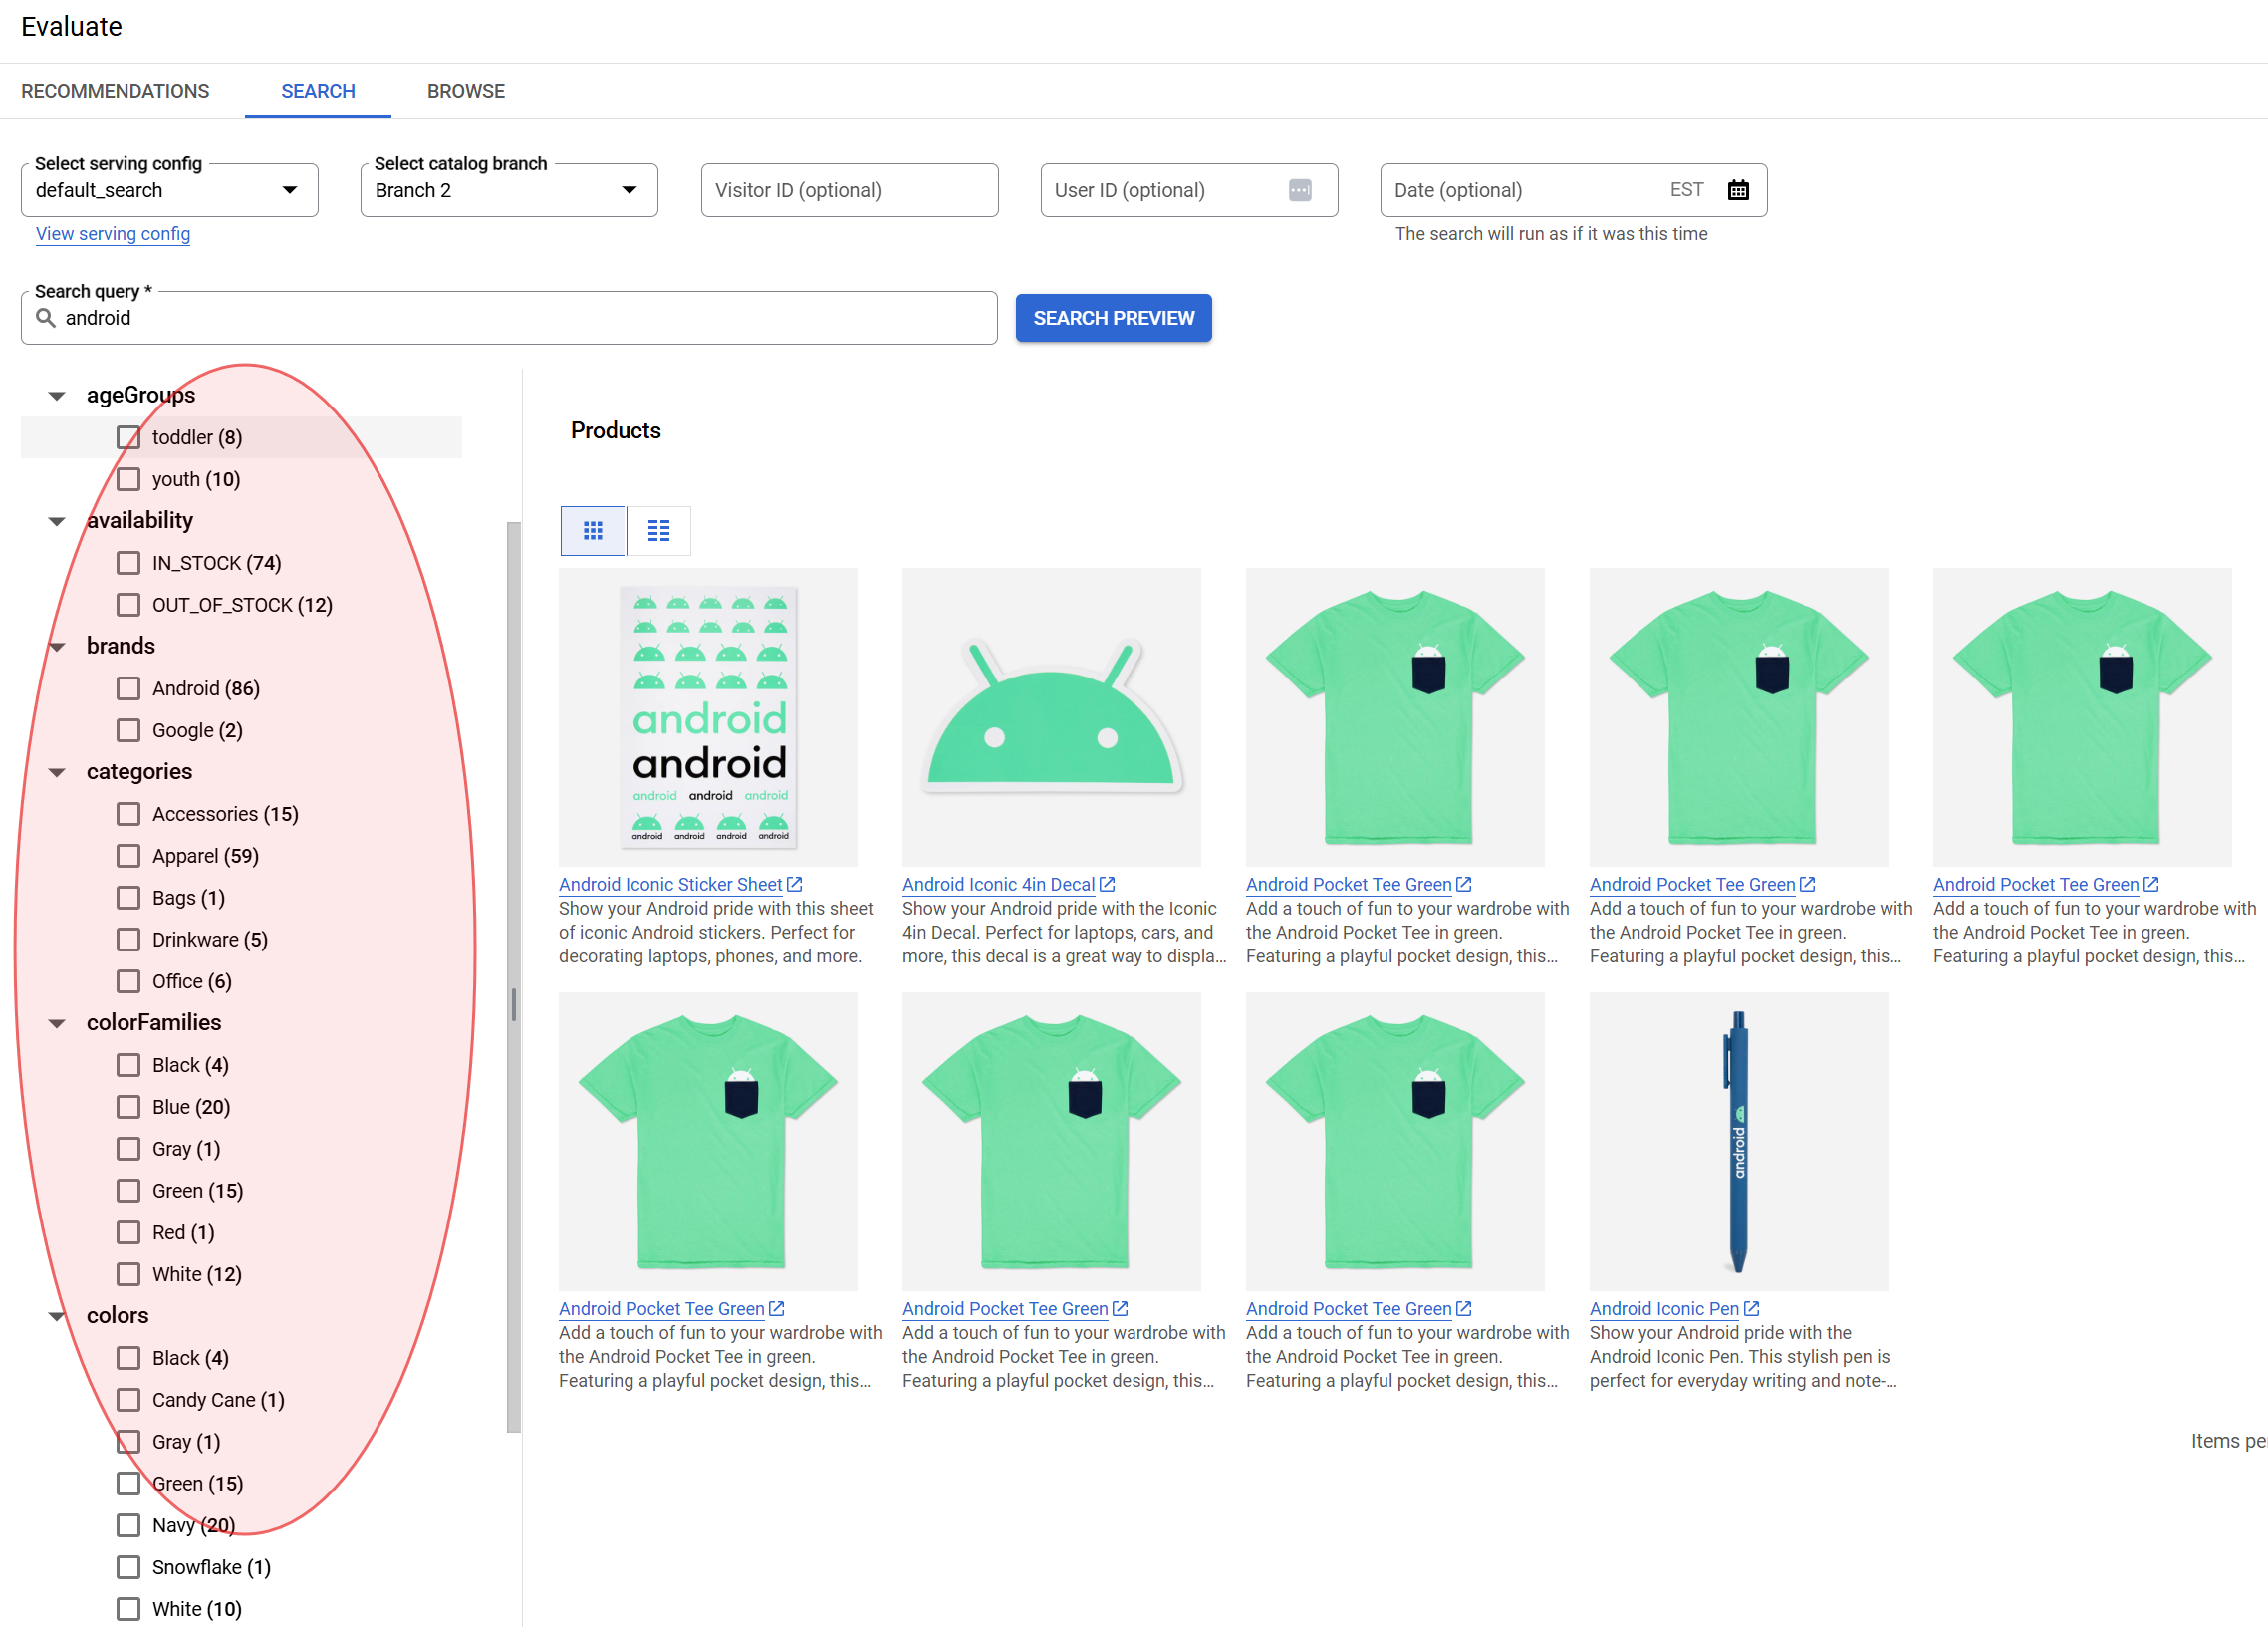 Evaluate
RECOMMENDATIONS
SEARCH
BROWSE
Select serving config
default_search
View serving config
Select catalog branch
Branch 2
Visitor ID (optional)
User ID (optional)
Date (optional)
EST
The search will run as if it was this time
Search query *
android
SEARCH PREVIEW
ageGroups
toddler (8)
youth (10)
availability
IN_STOCK (74)
OUT_OF_STOCK (12)
brands
Android (86)
Google (2)
categories
Accessories (15)
Apparel (59)
Bags (1)
Drinkware (5)
Office (6)
colorFamilies
Black (4)
Blue (20)
Gray (1)
Green (15)
Red (1)
White (12)
colors
Black (4)
Candy Cane (1)
Gray (1)
Green (15)
Navy (20)
Snowflake (1)
White (10)
Products
android
android
android android android
android android android android
Android Iconic Sticker Sheet
Show your Android pride with this sheet
of iconic Android stickers. Perfect for
decorating laptops, phones, and more.
Android Iconic 4in Decal
Show your Android pride with the Iconic
4in Decal. Perfect for laptops, cars, and
more, this decal is a great way to displa...
Android Pocket Tee Green
Add a touch of fun to your wardrobe with
the Android Pocket Tee in green.
Featuring a playful pocket design, this...
Android Pocket Tee Green
Add a touch of fun to your wardrobe with
the Android Pocket Tee in green.
Featuring a playful pocket design, this...
Android Pocket Tee Green
Add a touch of fun to your wardrobe with
the Android Pocket Tee in green.
Featuring a playful pocket design, this...
Android Pocket Tee Green
Add a touch of fun to your wardrobe with
the Android Pocket Tee in green.
Featuring a playful pocket design, this...
Android Pocket Tee Green
Add a touch of fun to your wardrobe with
the Android Pocket Tee in green.
Featuring a playful pocket design, this...
Android Pocket Tee Green
Add a touch of fun to your wardrobe with
the Android Pocket Tee in green.
Featuring a playful pocket design, this...
android
Android Iconic Pen
Show your Android pride with the
Android Iconic Pen. This stylish pen is
perfect for everyday writing and note-...
Items pe